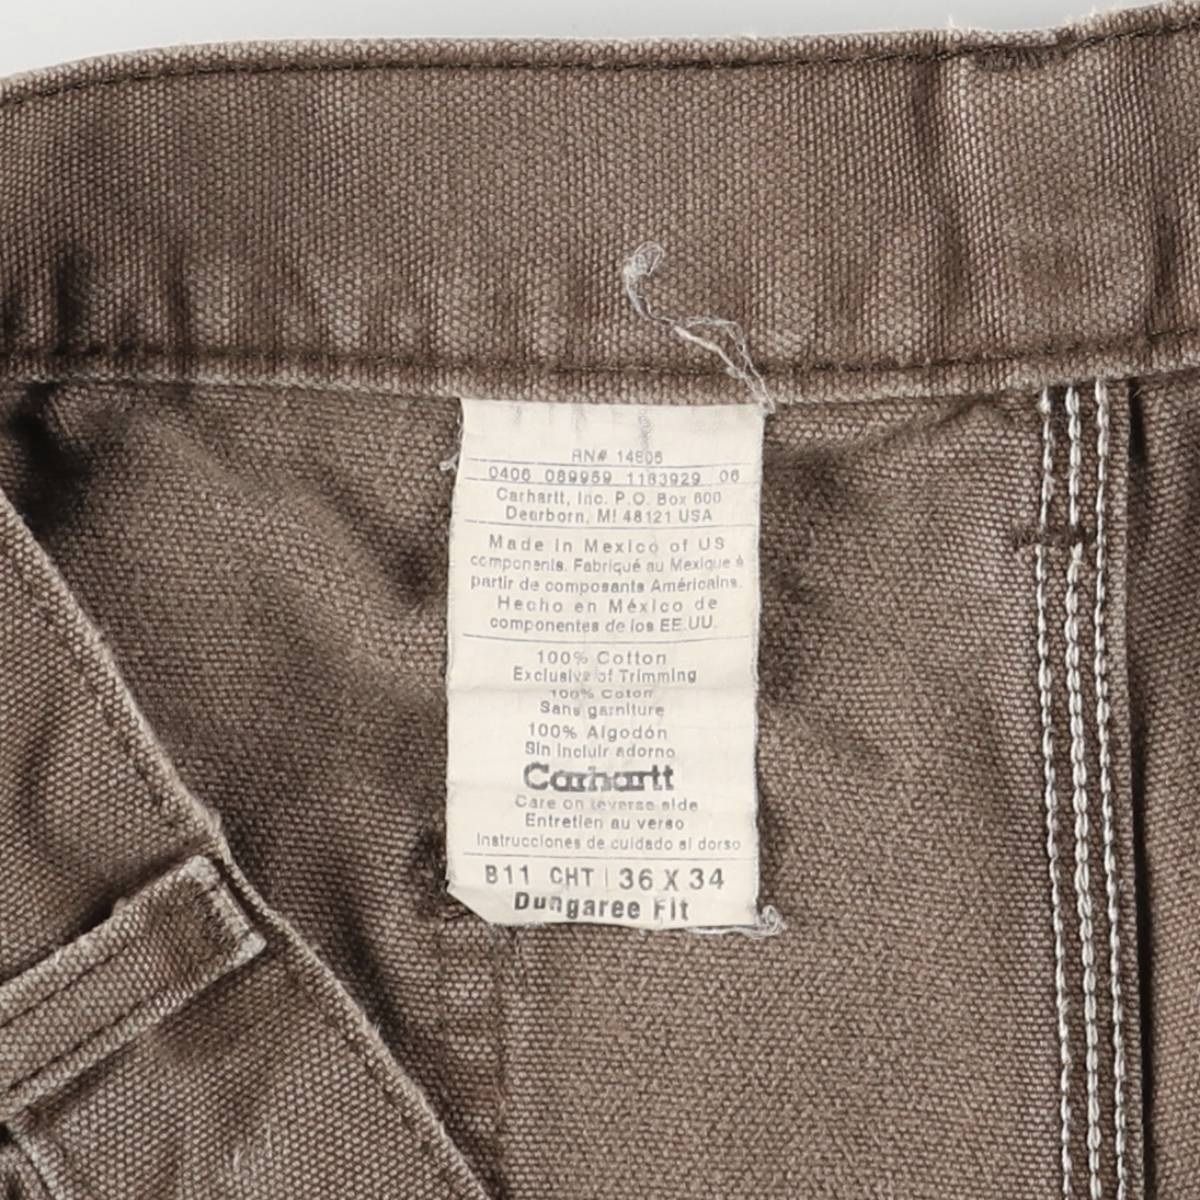 RN# 14806
0406 089959 1183929 06
Carhartt, Inc. P.O. Box 600
Dearborn, MI 48121 USA
Made in Mexico of US
components. Fabriqué au Mexique à
partir de composants Américains.
Hecho en México de
componentes de los EE.UU.
100% Cotton
Exclusive of Trimming
100% Coton
Sans garniture
100% Algodón
Sin incluir adorno
Carhartt
Care on reverse side
Entretien au verso
Instrucciones de cuidado al dorso
B11 CHT | 36 X 34
Dungaree Fit